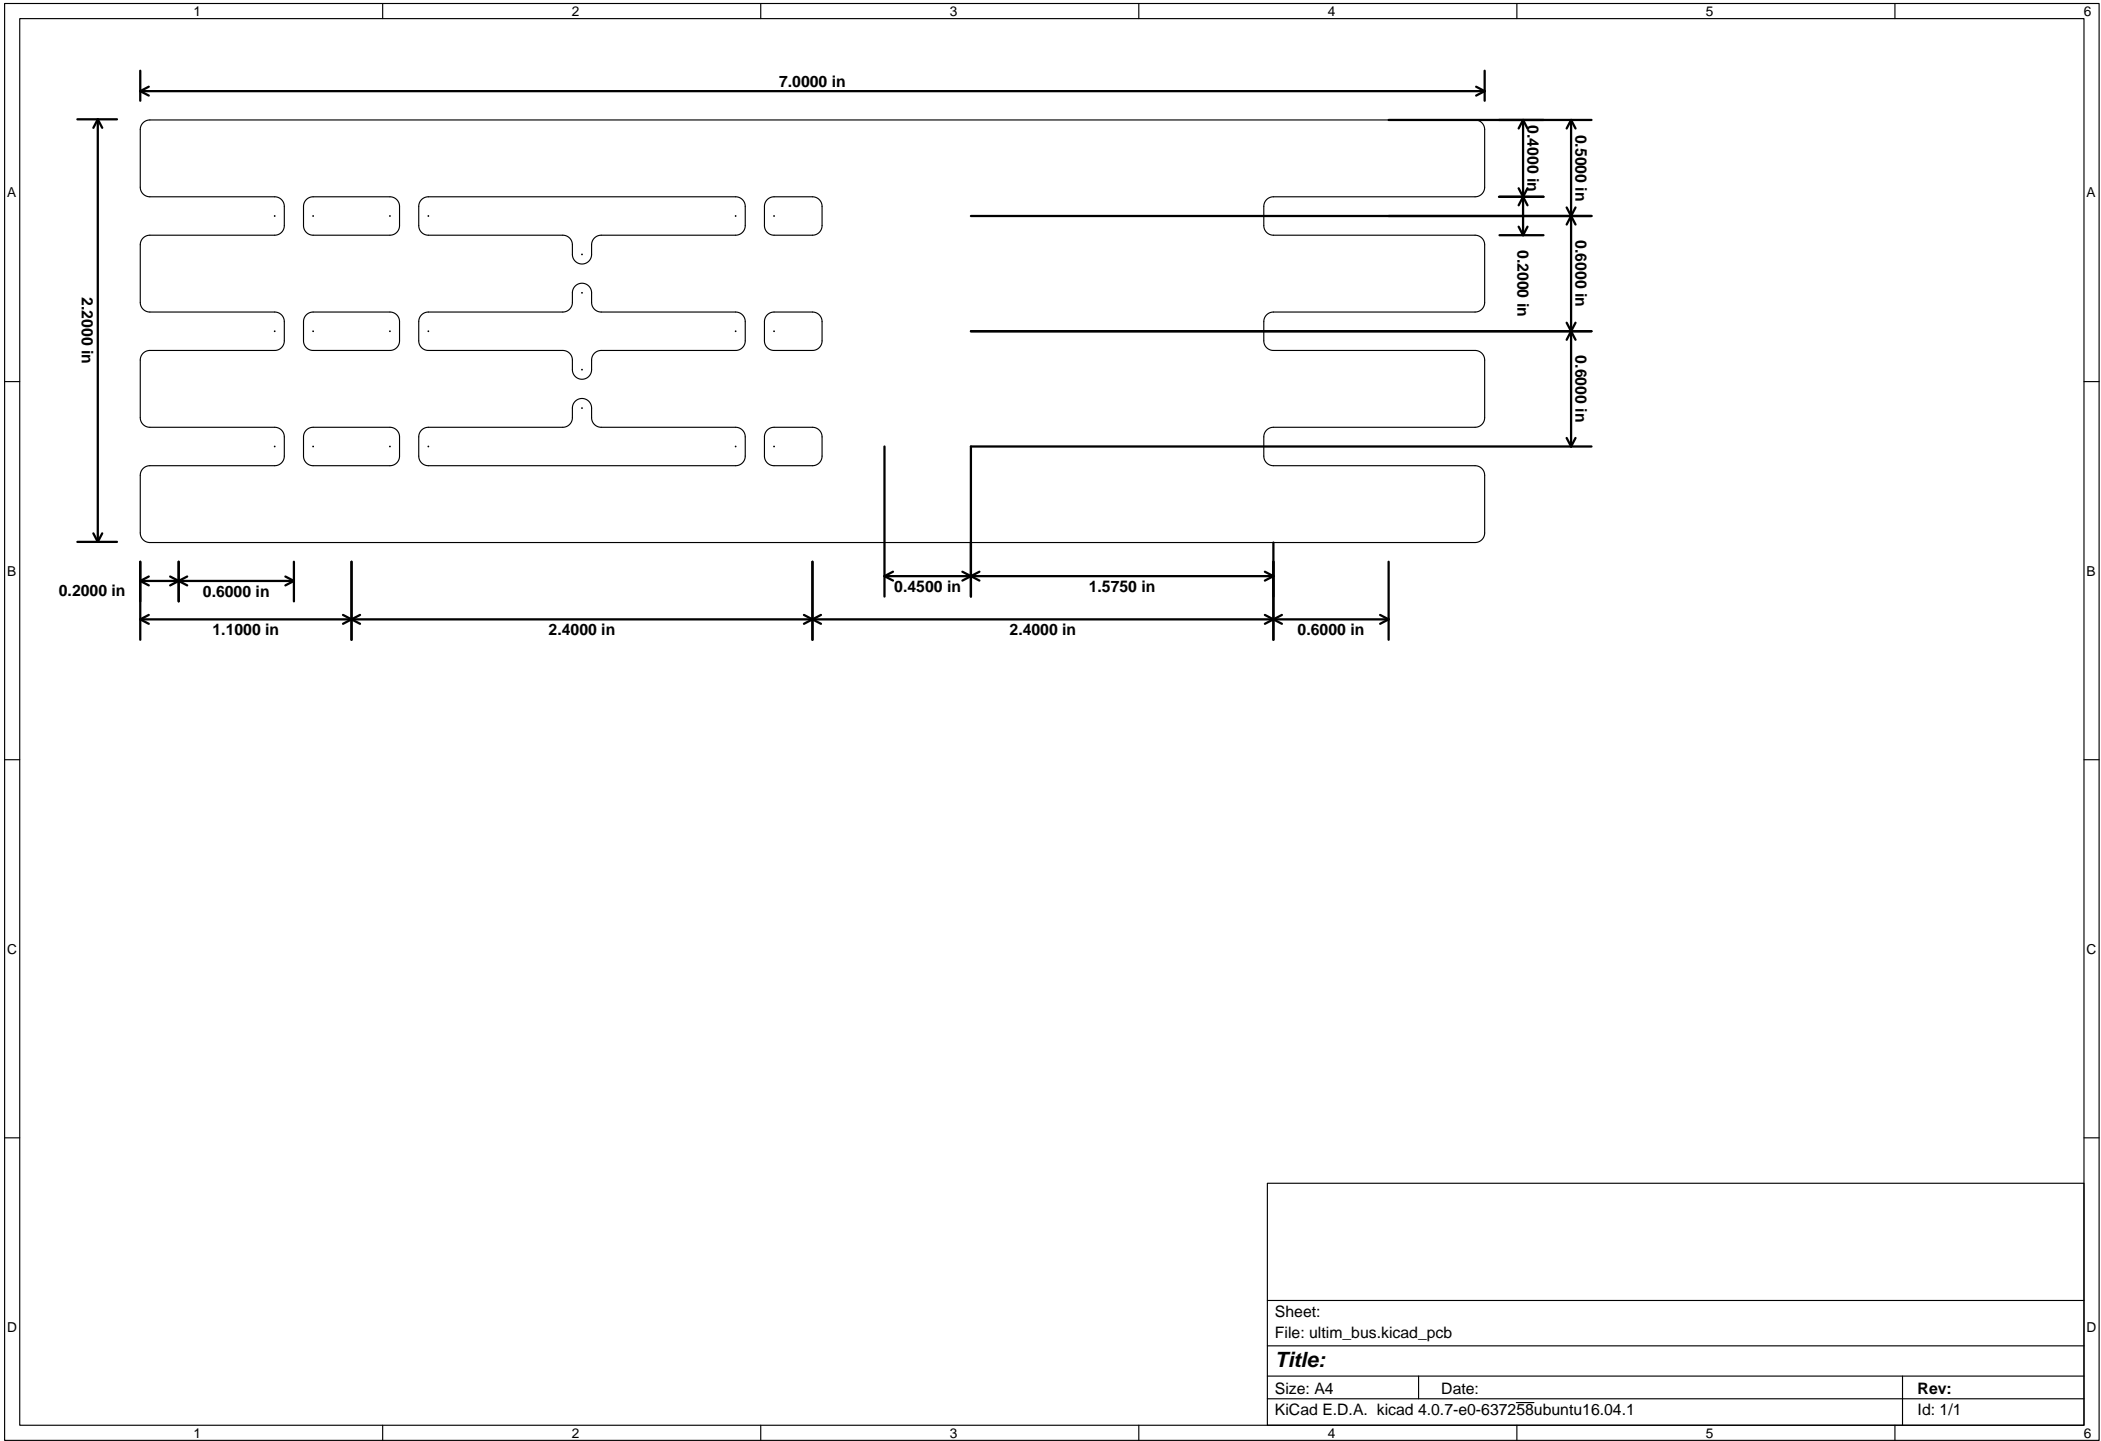 1 2 3 4 5 6
7.0000 in
0.4000 in
0.5000 in
A A
0.2000 in
0.6000 in
2.2000 in
0.6000 in
B B
0.2000 in 0.6000 in 0.4500 in 1.5750 in
1.1000 in 2.4000 in 2.4000 in 0.6000 in
C C
D D
Sheet:
File: ultim_bus.kicad_pcb
Title:
Size: A4 Date: Rev:
KiCad E.D.A. kicad 4.0.7-e0-637258ubuntu16.04.1 Id: 1/1
1 2 3 4 5 6